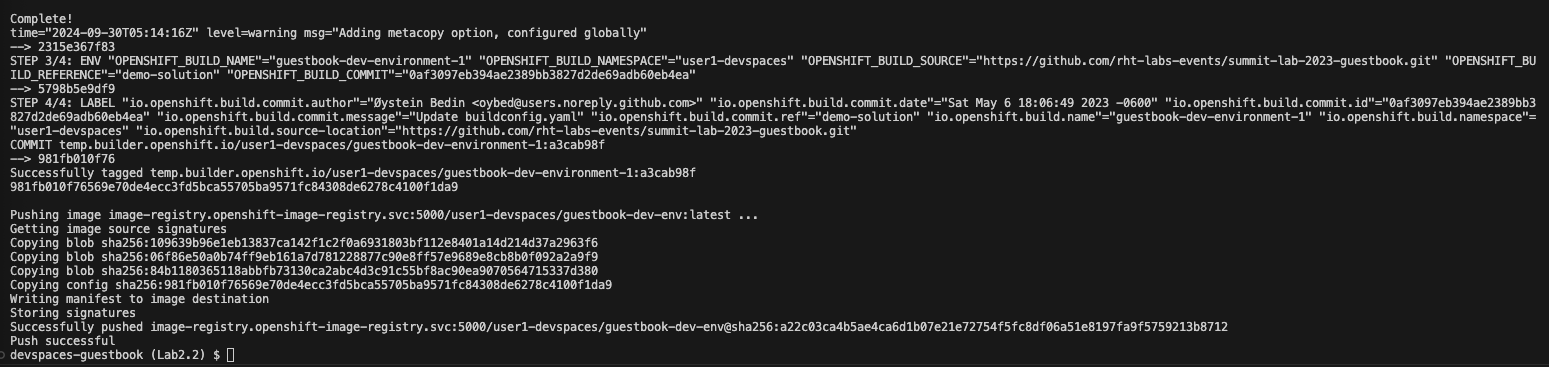 Complete!
time="2024-09-30T05:14:16Z" level=warning msg="Adding metacopy option, configured globally"
--> 2315e367f83
STEP 3/4: ENV "OPENSHIFT_BUILD_NAME"="guestbook-dev-environment-1" "OPENSHIFT_BUILD_NAMESPACE"="user1-devspaces" "OPENSHIFT_BUILD_SOURCE"="https://github.com/rht-labs-events/summit-lab-2023-guestbook.git" "OPENSHIFT_BU
ILD_REFERENCE"="demo-solution" "OPENSHIFT_BUILD_COMMIT"="0af3097eb394ae2389bb3827d2de69adb60eb4ea"
--> 5798b5e9df9
STEP 4/4: LABEL "io.openshift.build.commit.author"="Øystein Bedin <oybed@users.noreply.github.com>" "io.openshift.build.commit.date"="Sat May 6 18:06:49 2023 -0600" "io.openshift.build.commit.id"="0af3097eb394ae2389bb3
827d2de69adb60eb4ea" "io.openshift.build.commit.message"="Update buildconfig.yaml" "io.openshift.build.commit.ref"="demo-solution" "io.openshift.build.name"="guestbook-dev-environment-1" "io.openshift.build.namespace"=
"user1-devspaces" "io.openshift.build.source-location"="https://github.com/rht-labs-events/summit-lab-2023-guestbook.git"
COMMIT temp.builder.openshift.io/user1-devspaces/guestbook-dev-environment-1:a3cab98f
--> 981fb010f76
Successfully tagged temp.builder.openshift.io/user1-devspaces/guestbook-dev-environment-1:a3cab98f
981fb010f76569e70de4ecc3fd5bca55705ba9571fc84308de6278c4100f1da9
Pushing image image-registry.openshift-image-registry.svc:5000/user1-devspaces/guestbook-dev-env:latest ...
Getting image source signatures
Copying blob sha256:109639b96e1eb13837ca142f1c2f0a6931803bf112e8401a14d214d37a2963f6
Copying blob sha256:06f86e50a0b74ff9eb161a7d781228877c90e8ff57e9689e8cb8b0f092a2a9f9
Copying blob sha256:84b1180365118abbfb73130ca2abc4d3c91c55bf8ac90ea9070564715337d380
Copying config sha256:981fb010f76569e70de4ecc3fd5bca55705ba9571fc84308de6278c4100f1da9
Writing manifest to image destination
Storing signatures
Successfully pushed image-registry.openshift-image-registry.svc:5000/user1-devspaces/guestbook-dev-env@sha256:a22c03ca4b5ae4ca6d1b07e21e72754f5fc8df06a51e8197fa9f5759213b8712
Push successful
devspaces-guestbook (Lab2.2) $